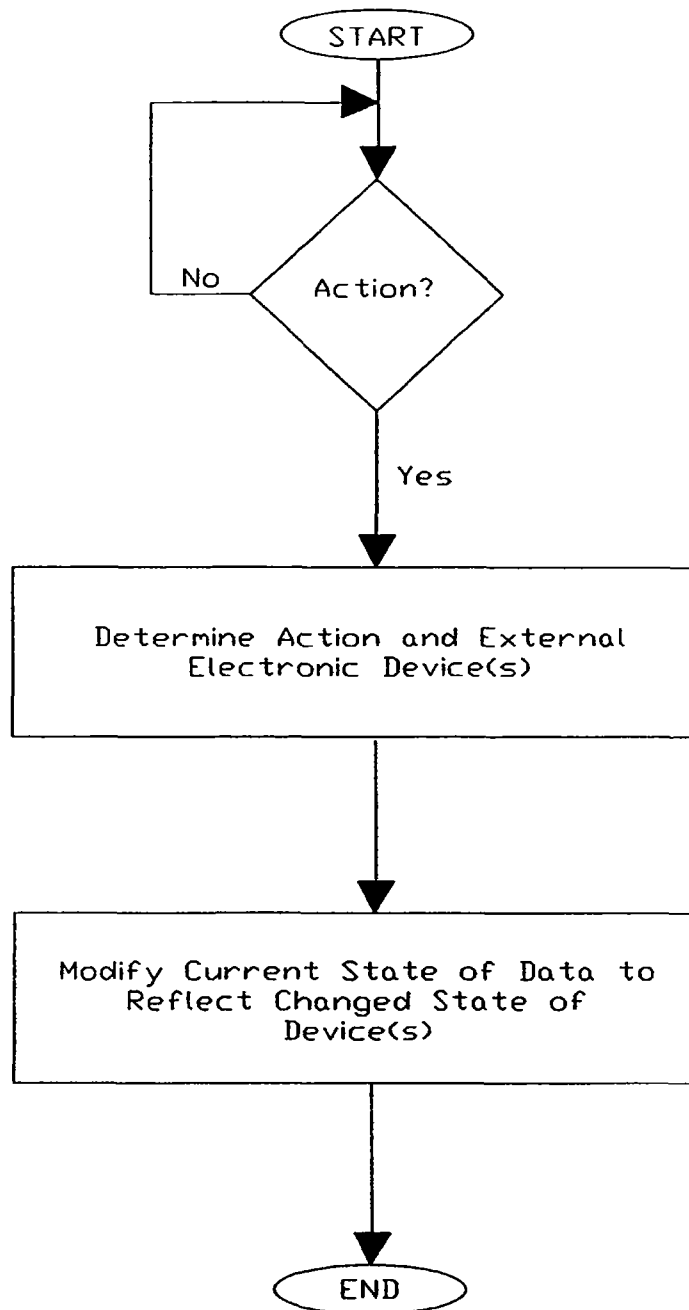 START
Action?
No
Yes
Determine Action and External
Electronic Device(s)
Modify Current State of Data to
Reflect Changed State of
Device(s)
END